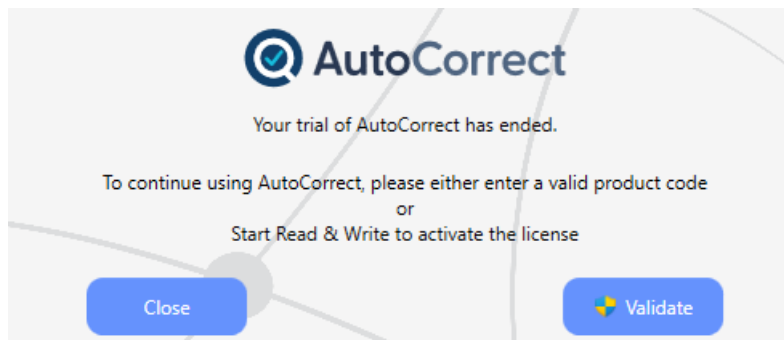 AutoCorrect
Your trial of AutoCorrect has ended.
To continue using AutoCorrect, please either enter a valid product code
or
Start Read & Write to activate the license
Close
Validate